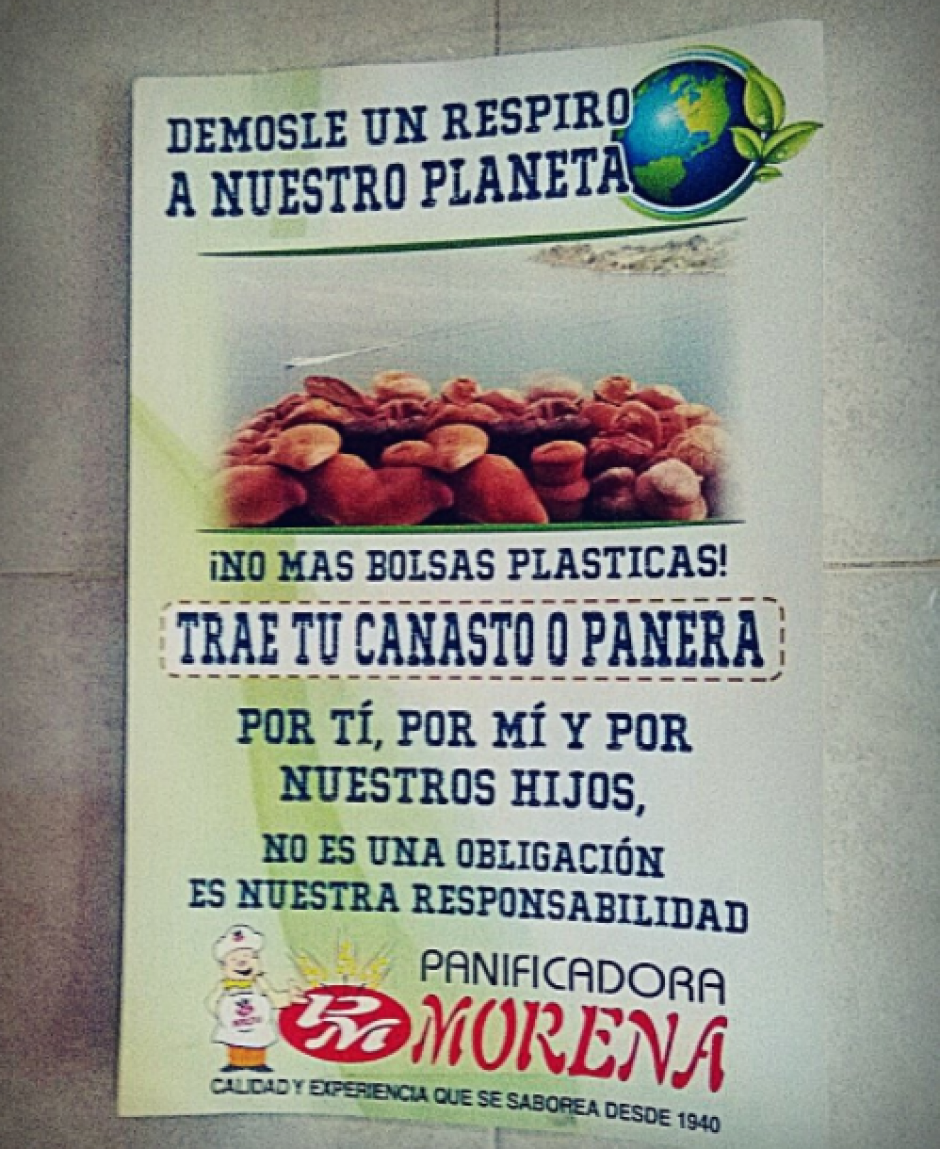 DEMOSLE UN RESPIRO
A NUESTRO PLANETA
¡NO MAS BOLSAS PLASTICAS!
TRAE TU CANASTO O PANERA
POR TÍ, POR MÍ Y POR
NUESTROS HIJOS,
NO ES UNA OBLIGACIÓN
ES NUESTRA RESPONSABILIDAD
PM
PANIFICADORA
MORENA
CALIDAD Y EXPERIENCIA QUE SE SABOREA DESDE 1940